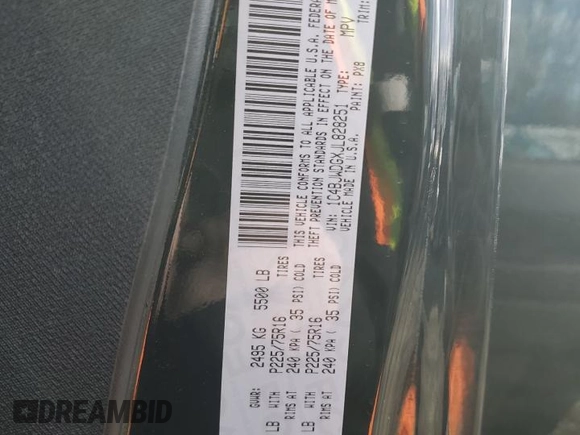 GVWR: 2495 KG 5500 LB
LB WITH P225/75R16 TIRES
RIMS AT 240 KPA ( 35 PSI) COLD
LB WITH P225/75R16 TIRES
RIMS AT 240 KPA ( 35 PSI) COLD
THIS VEHICLE CONFORMS TO ALL APPLICABLE U.S.A. FEDERA
THEFT PREVENTION STANDARDS IN EFFECT ON THE DATE OF M
VIN: 1C4BJWDGXJL828251 TYPE: MPV
VEHICLE MADE IN U.S.A. PAINT: PX8 TRIM:
DREAMBID